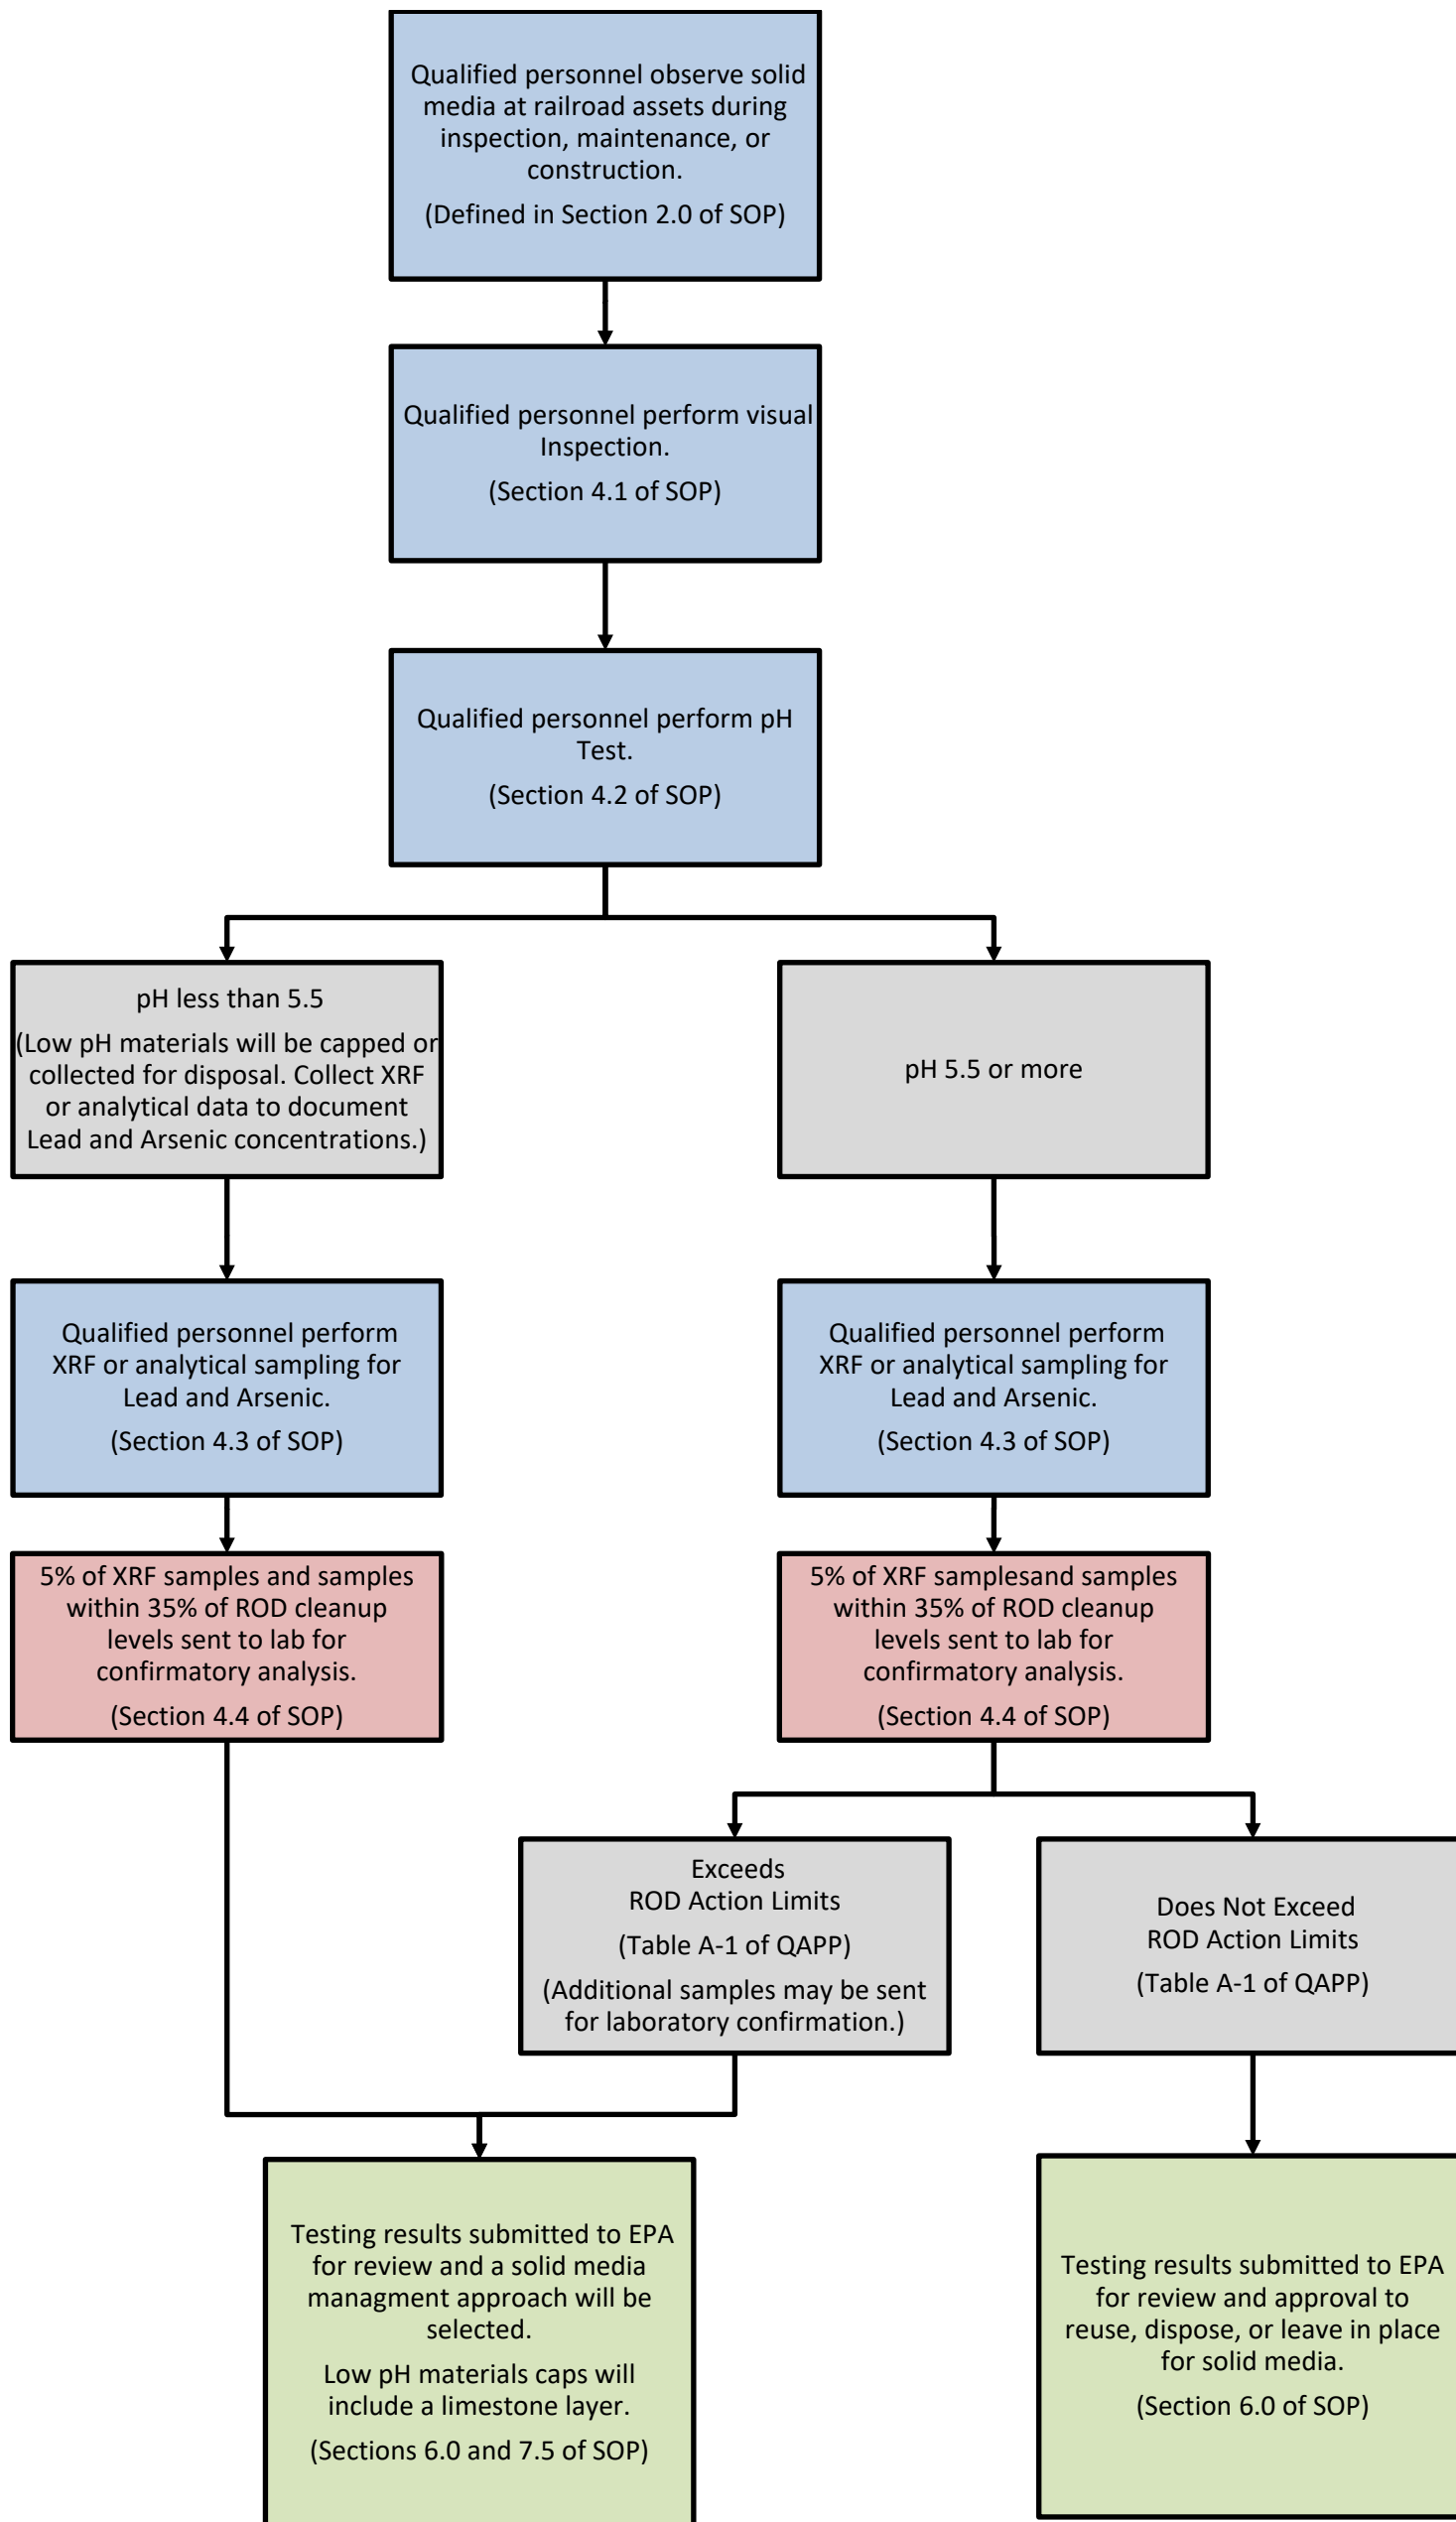 Qualified personnel observe solid
media at railroad assets during
inspection, maintenance, or
construction.
(Defined in Section 2.0 of SOP)
Qualified personnel perform visual
Inspection.
(Section 4.1 of SOP)
Qualified personnel perform pH
Test.
(Section 4.2 of SOP)
pH less than 5.5
(Low pH materials will be capped or
collected for disposal. Collect XRF
or analytical data to document
Lead and Arsenic concentrations.)
pH 5.5 or more
Qualified personnel perform
XRF or analytical sampling for
Lead and Arsenic.
(Section 4.3 of SOP)
Qualified personnel perform
XRF or analytical sampling for
Lead and Arsenic.
(Section 4.3 of SOP)
5% of XRF samples and samples
within 35% of ROD cleanup
levels sent to lab for
confirmatory analysis.
(Section 4.4 of SOP)
5% of XRF samplesand samples
within 35% of ROD cleanup
levels sent to lab for
confirmatory analysis.
(Section 4.4 of SOP)
Exceeds
ROD Action Limits
(Table A-1 of QAPP)
(Additional samples may be sent
for laboratory confirmation.)
Does Not Exceed
ROD Action Limits
(Table A-1 of QAPP)
Testing results submitted to EPA
for review and a solid media
managment approach will be
selected.
Low pH materials caps will
include a limestone layer.
(Sections 6.0 and 7.5 of SOP)
Testing results submitted to EPA
for review and approval to
reuse, dispose, or leave in place
for solid media.
(Section 6.0 of SOP)